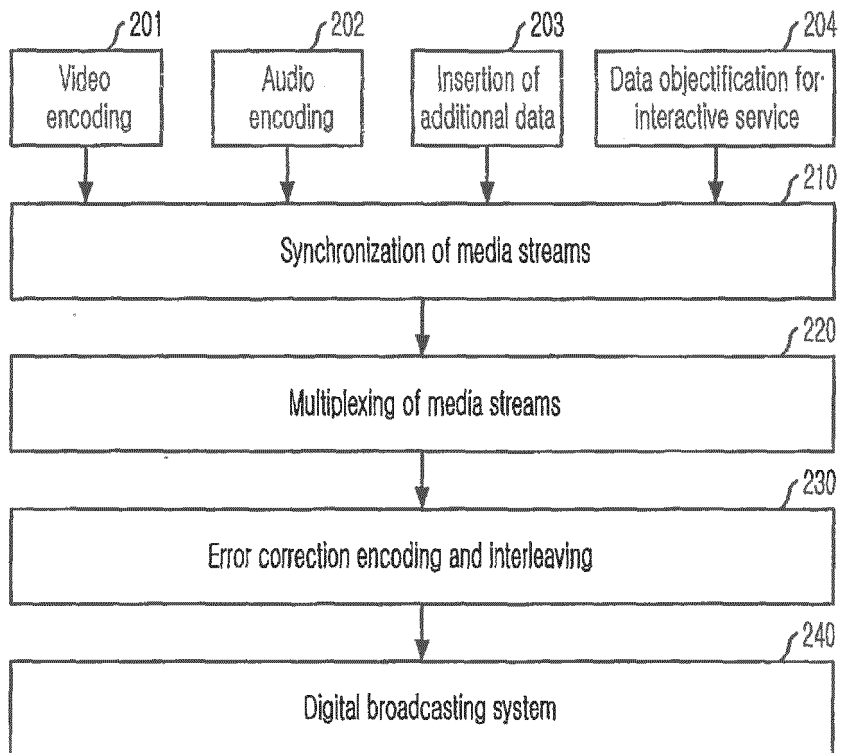 201
202
203
204
Video
encoding
Audio
encoding
Insertion of
additional data
Data objectification for
interactive service
210
Synchronization of media streams
220
Multiplexing of media streams
230
Error correction encoding and interleaving
240
Digital broadcasting system